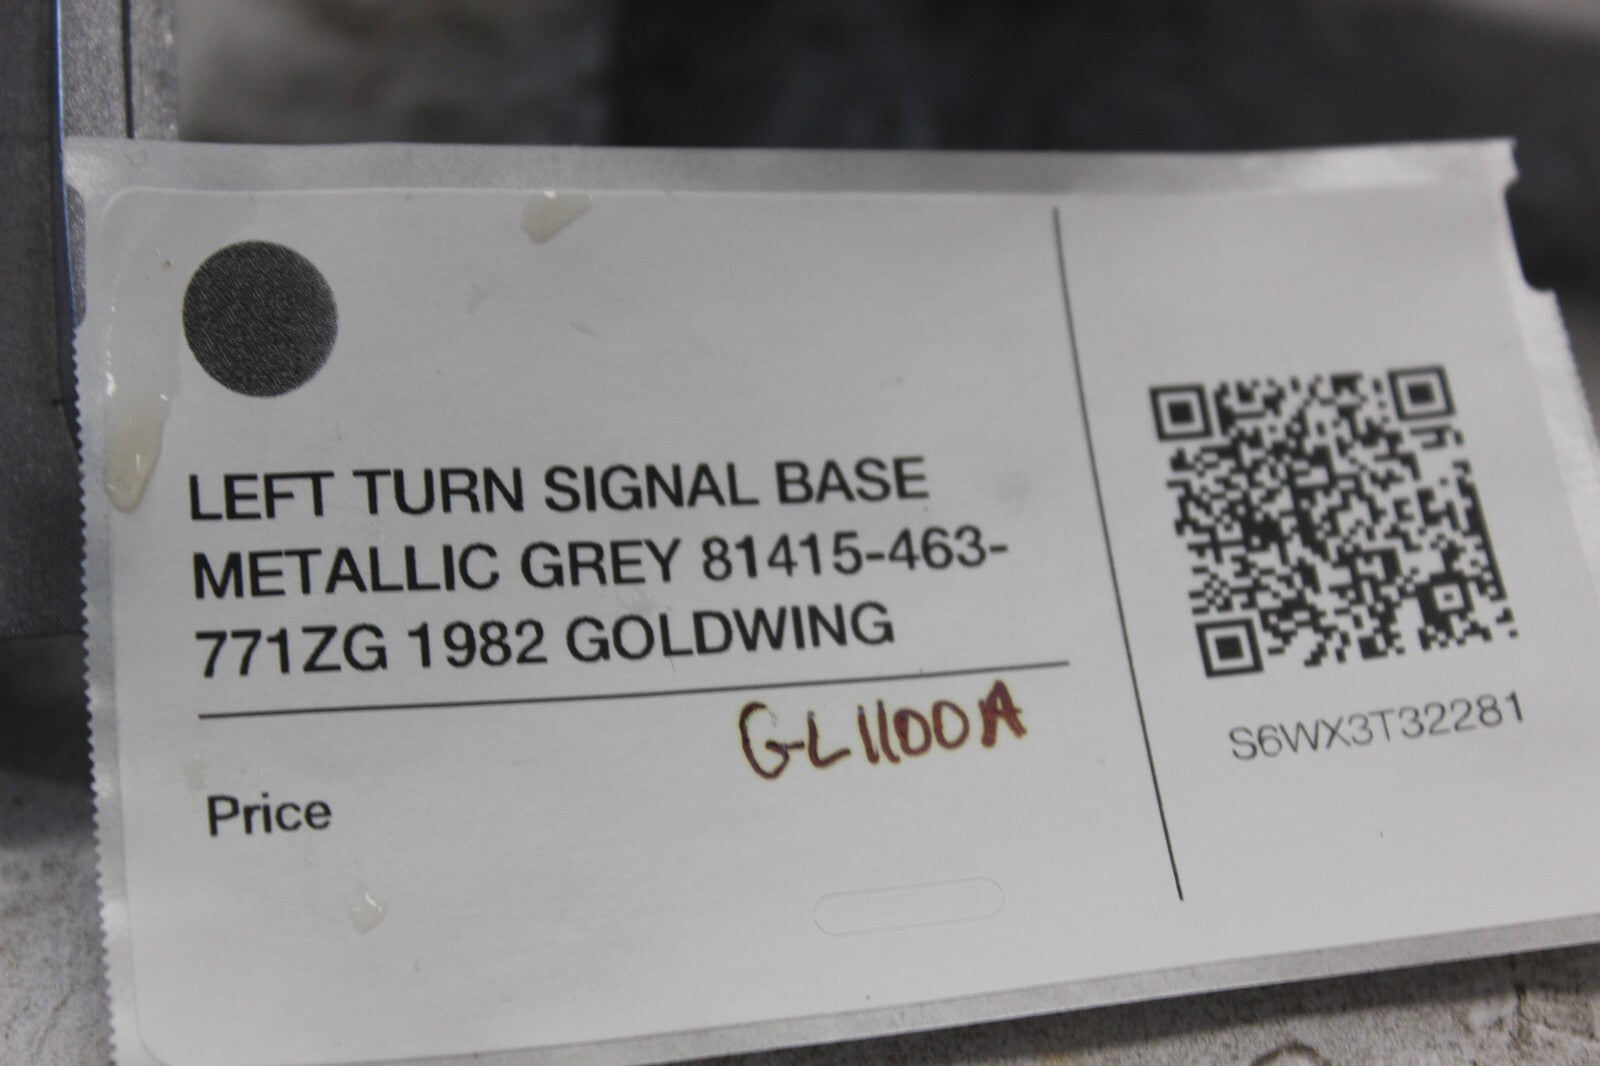 LEFT TURN SIGNAL BASE
METALLIC GREY 81415-463-
771ZG 1982 GOLDWING
GL1100A
Price
S6WX3T32281